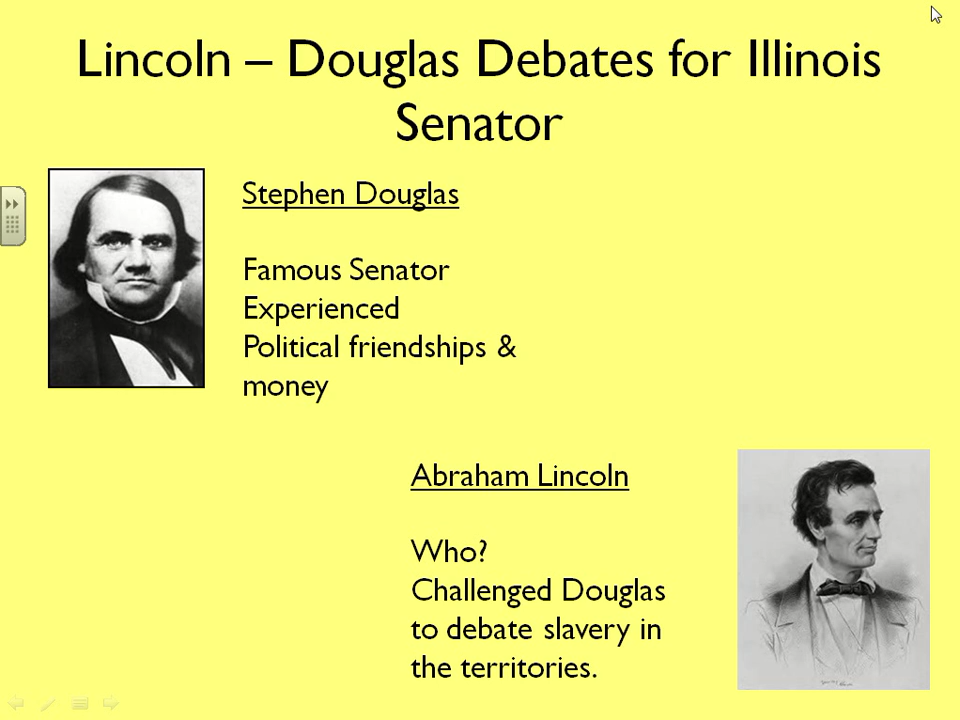 Lincoln – Douglas Debates for Illinois
Senator
Stephen Douglas
Famous Senator
Experienced
Political friendships &
money
Abraham Lincoln
Who?
Challenged Douglas
to debate slavery in
the territories.